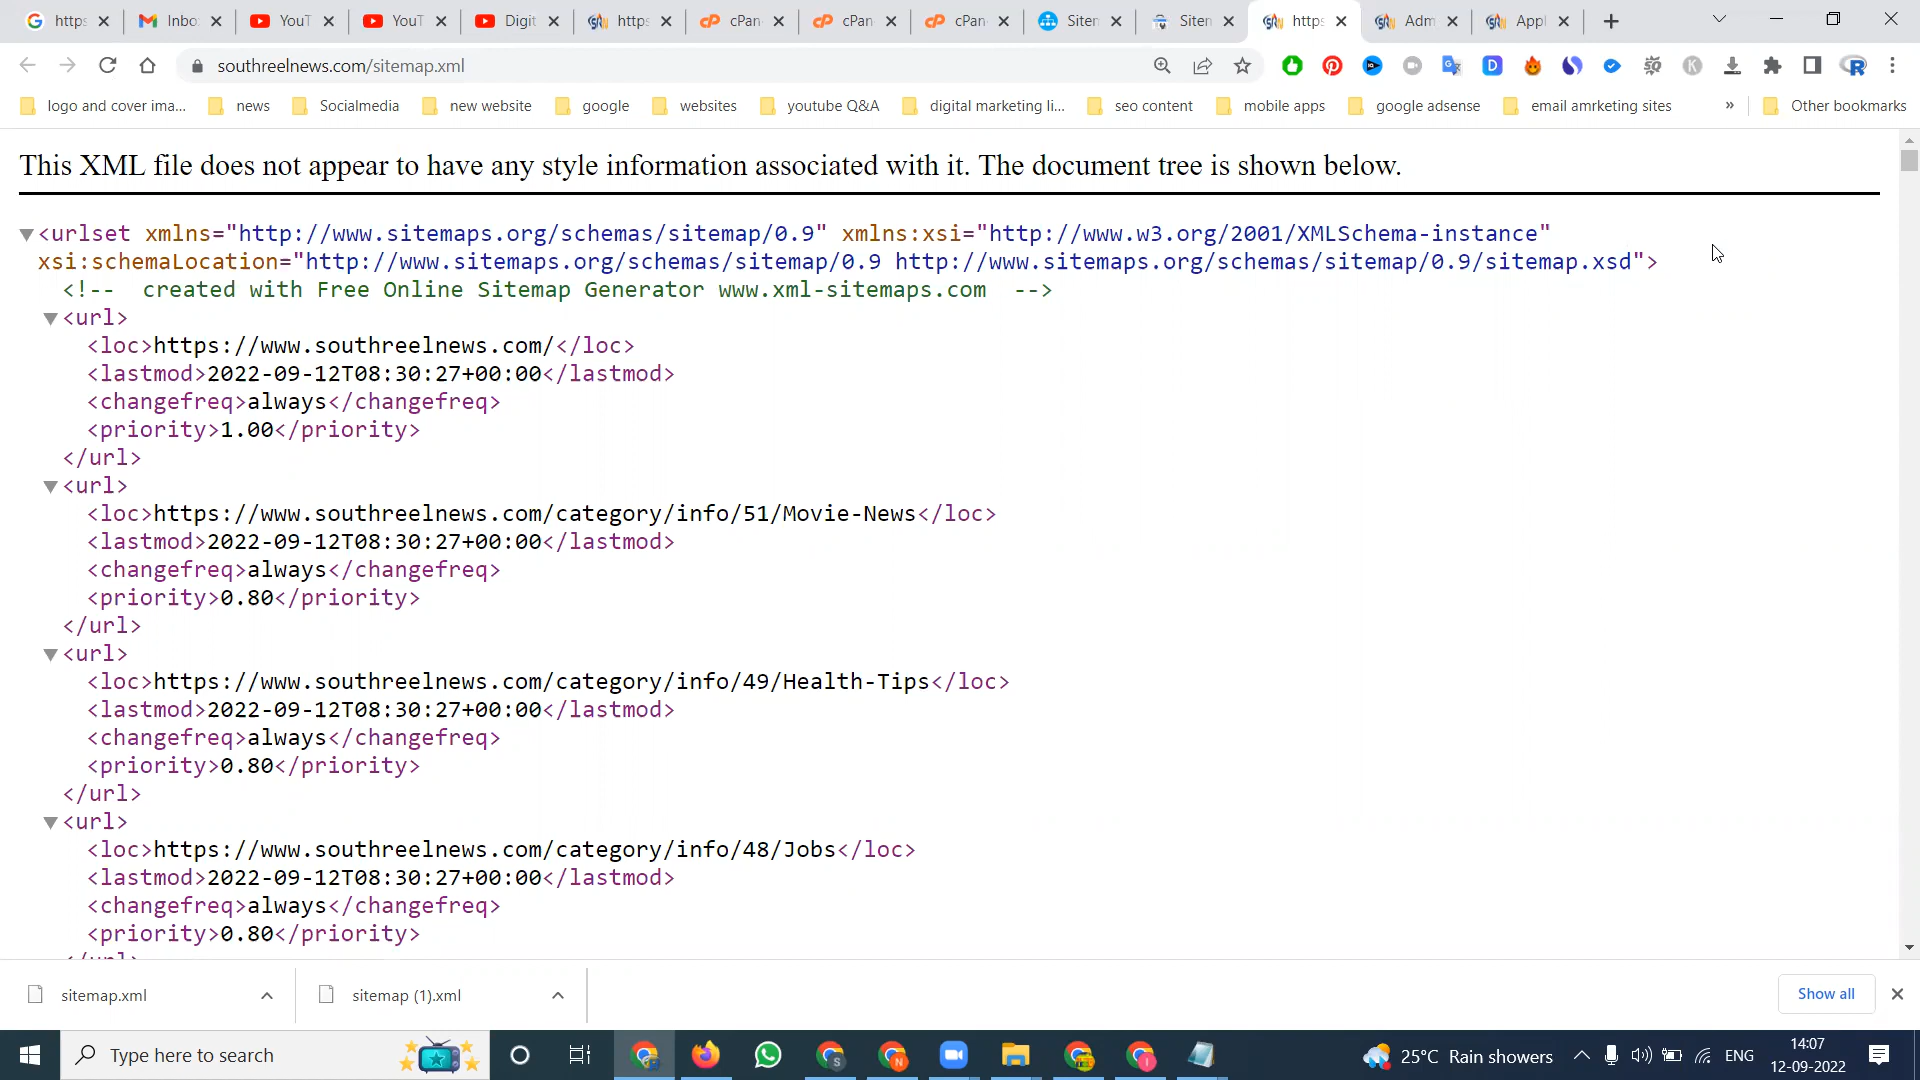 https
Inbo
YouT
YouT
Digit
https
cPan
cPan
cPan
Sitem
Sitem
https
Adm
Appl
southreelnews.com/sitemap.xml
logo and cover ima...
news
Socialmedia
new website
google
websites
youtube Q&A
digital marketing li...
seo content
mobile apps
google adsense
email amrketing sites
»
Other bookmarks
This XML file does not appear to have any style information associated with it. The document tree is shown below.
<urlset xmlns="http://www.sitemaps.org/schemas/sitemap/0.9" xmlns:xsi="http://www.w3.org/2001/XMLSchema-instance"
xsi:schemaLocation="http://www.sitemaps.org/schemas/sitemap/0.9 http://www.sitemaps.org/schemas/sitemap/0.9/sitemap.xsd">
<!-- created with Free Online Sitemap Generator www.xml-sitemaps.com -->
<url>
<loc>https://www.southreelnews.com/</loc>
<lastmod>2022-09-12T08:30:27+00:00</lastmod>
<changefreq>always</changefreq>
<priority>1.00</priority>
</url>
<url>
<loc>https://www.southreelnews.com/category/info/51/Movie-News</loc>
<lastmod>2022-09-12T08:30:27+00:00</lastmod>
<changefreq>always</changefreq>
<priority>0.80</priority>
</url>
<url>
<loc>https://www.southreelnews.com/category/info/49/Health-Tips</loc>
<lastmod>2022-09-12T08:30:27+00:00</lastmod>
<changefreq>always</changefreq>
<priority>0.80</priority>
</url>
<url>
<loc>https://www.southreelnews.com/category/info/48/Jobs</loc>
<lastmod>2022-09-12T08:30:27+00:00</lastmod>
<changefreq>always</changefreq>
<priority>0.80</priority>
</url>
sitemap.xml
sitemap (1).xml
Show all
Type here to search
25°C Rain showers
ENG
14:07
12-09-2022